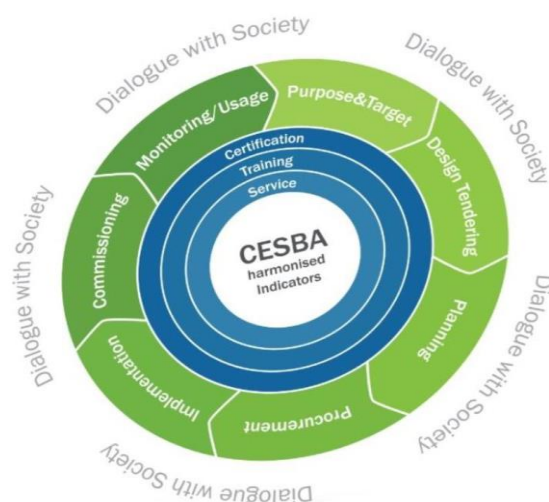 Dialogue with Society
Dialogue with Society
Dialogue with Society
Dialogue with Society
Dialogue with Society
Purpose&Target
Design Tendering
Planning
Procurement
Implementation
Commissioning
Monitoring/Usage
Certification
Training
Service
CESBA
harmonised
Indicators